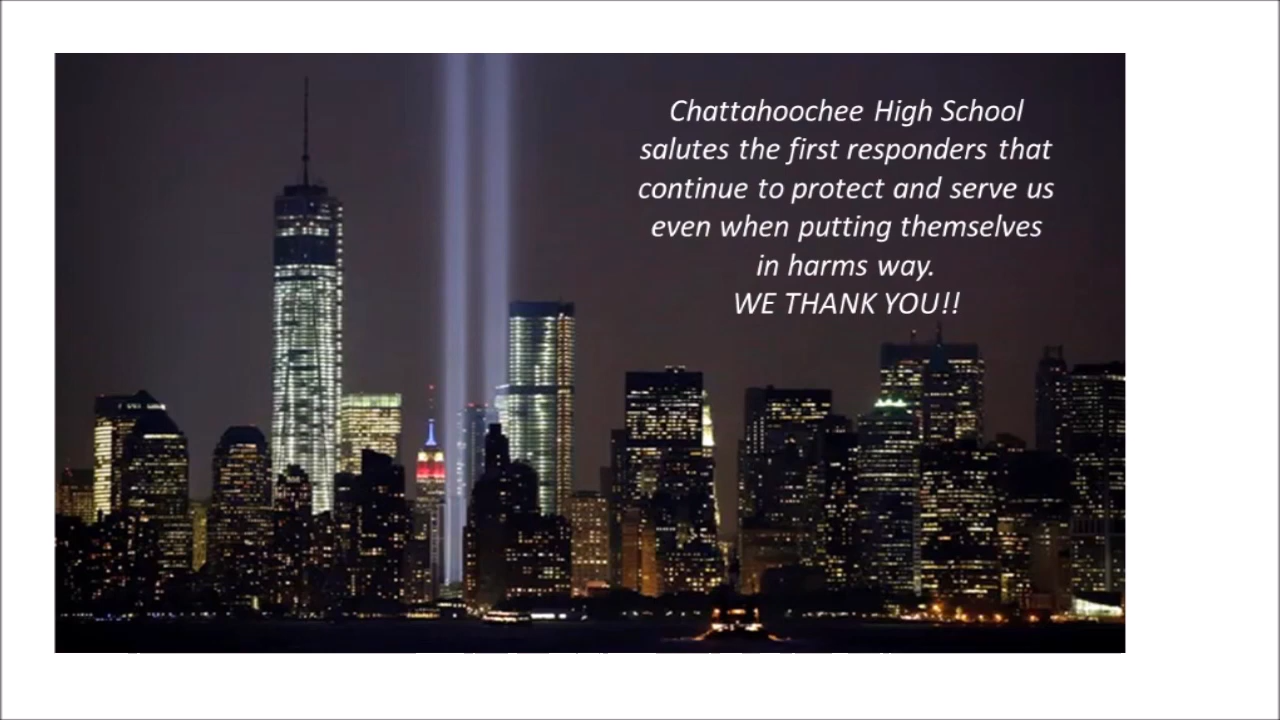 Chattahoochee High School
salutes the first responders that
continue to protect and serve us
even when putting themselves
in harms way.
WE THANK YOU!!